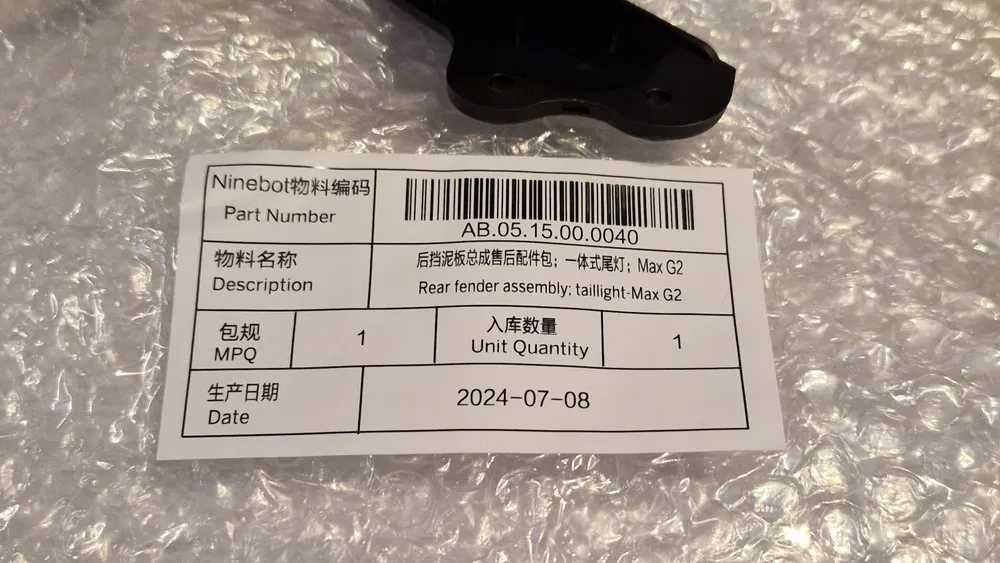 Ninebot物料编码
Part Number
AB.05.15.00.0040
物料名称
Description
后挡泥板总成售后配件包；一体式尾灯；Max G2
Rear fender assembly; taillight-Max G2
包规
MPQ
1
入库数量
Unit Quantity
1
生产日期
Date
2024-07-08